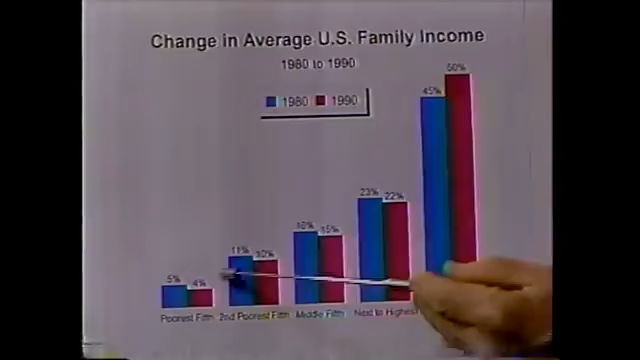 Change in Average U.S. Family Income
1980 to 1990
1980 1990
50%
45%
23% 22%
16% 15%
11% 10%
5% 4%
Poorest Fifth 2nd Poorest Fifth Middle Fifth Next to Highest